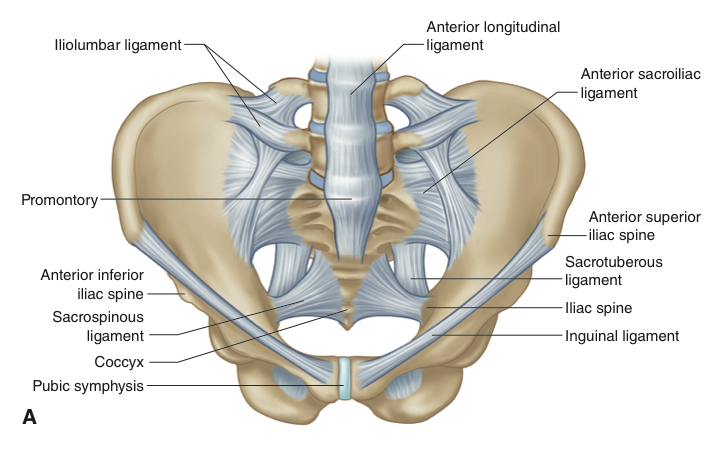 Iliolumbar ligament
Anterior longitudinal
ligament
Anterior sacroiliac
ligament
Promontory
Anterior superior
iliac spine
Sacrotuberous
ligament
Anterior inferior
iliac spine
Iliac spine
Sacrospinous
ligament
Inguinal ligament
Coccyx
Pubic symphysis
A